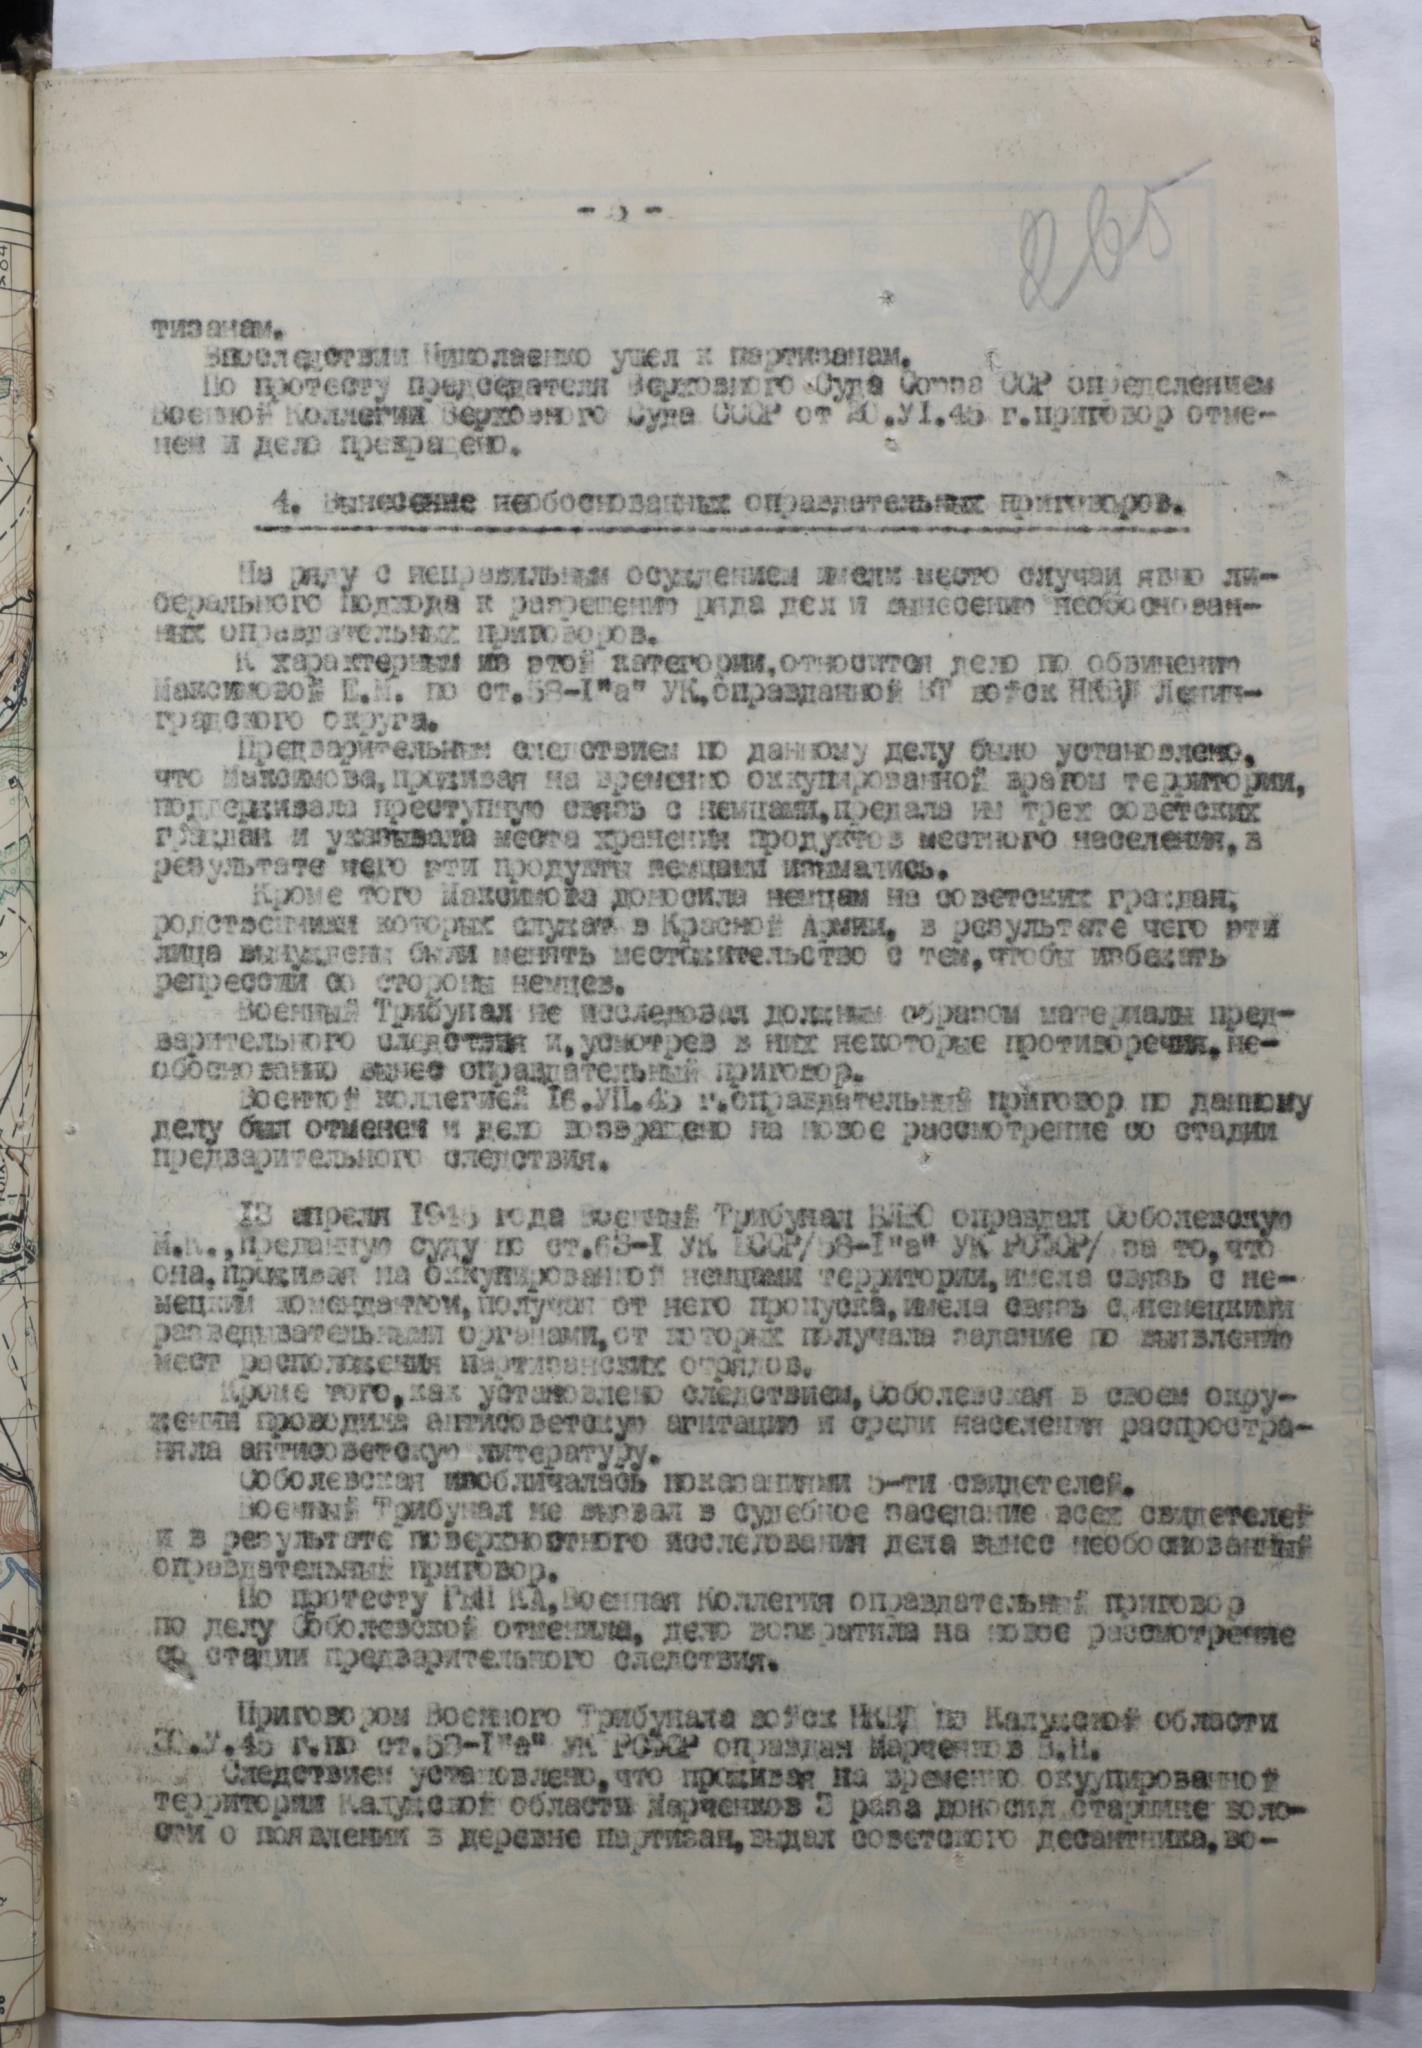 265
тизанам.
Впоследствии Николаенко ушел к партизанам.
По протесту председателя Верховного Суда Союза ССР определением
Военной Коллегии Верховного Суда СССР от 20.УI.45 г.приговор отме-
нен и дело прекращено.
4. Вынесение необоснованных оправдательных приговоров.
На ряду с неправильным осуждением имели место случаи явно ли-
берального подхода к разрешению ряда дел и вынесению необоснован-
ных оправдательных приговоров.
К характерным из этой категории,относится дело по обвинению
Максимовой Е.М. по ст.58-I"а" УК,оправданной ВТ войск НКВД Ленин-
градского округа.
Предварительным следствием по данному делу было установлено,
что Максимова,проживая на временно оккупированной врагом территории,
поддерживала преступную связь с немцами,предала им трех советских
граждан и указывала места хранения продуктов местного населения,в
результате чего эти продукты немцами изымались.
Кроме того Максимова доносила немцам на советских граждан,
родственники которых служат в Красной Армии, в результате чего эти
лица вынуждены были менять местожительство с тем,чтобы избежать
репрессий со стороны немцев.
Военный Трибунал не исследовал должным образом материалы пред-
варительного следствия и,усмотрев в них некоторые противоречия,не-
обоснованно вынес оправдательный приговор.
Военной коллегией 16.УП.45 г.оправдательный приговор по данному
делу был отменен и дело возвращено на новое рассмотрение со стадии
предварительного следствия.
13 апреля 1945 года Военный Трибунал БЛВО оправдал Соболевскую
М.К.,преданную суду по ст.63-I УК БССР/58-I"а" УК РСФСР/ за то,что
она,проживая на оккупированной немцами территории,имела связь с не-
мецким комендантом,получая от него пропуска,имела связь с немецкими
разведывательными органами,от которых получала задание по выявлению
мест расположения партизанских отрядов.
Кроме того,как установлено следствием,Соболевская в своем окру-
жении проводила антисоветскую агитацию и среди населения распростра-
няла антисоветскую литературу.
Соболевская изобличалась показаниями 5-ти свидетелей.
Военный Трибунал не вызвал в судебное заседание всех свидетелей
и в результате поверхностного исследования дела вынес необоснованный
оправдательный приговор.
По протесту ГВП КА,Военная Коллегия оправдательный приговор
по делу Соболевской отменила, дело возвратила на новое рассмотрение
со стадии предварительного следствия.
Приговором Военного Трибунала войск НКВД по Калужской области
30.У.45 г.по ст.58-I"а" УК РСФСР оправдан Марченков В.И.
Следствием установлено,что проживая на временно окууцированной
территории Калужской области Марченков 3 раза доносил старшине воло-
сти о появлении в деревне партизан,выдал советского десантника,во-